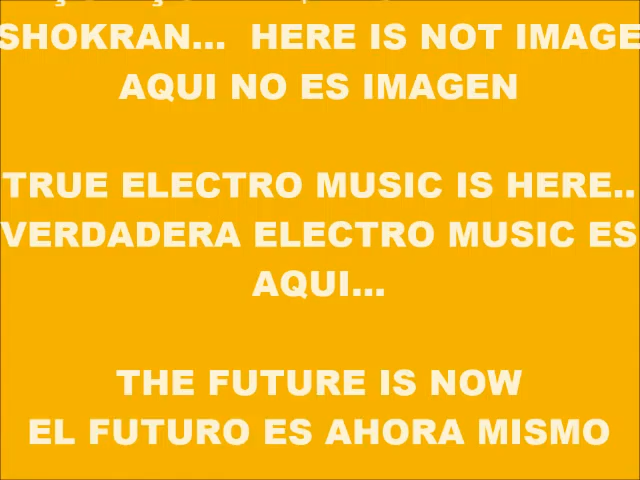 SHOKRAN... HERE IS NOT IMAGE
AQUI NO ES IMAGEN
TRUE ELECTRO MUSIC IS HERE..
VERDADERA ELECTRO MUSIC ES
AQUI...
THE FUTURE IS NOW
EL FUTURO ES AHORA MISMO